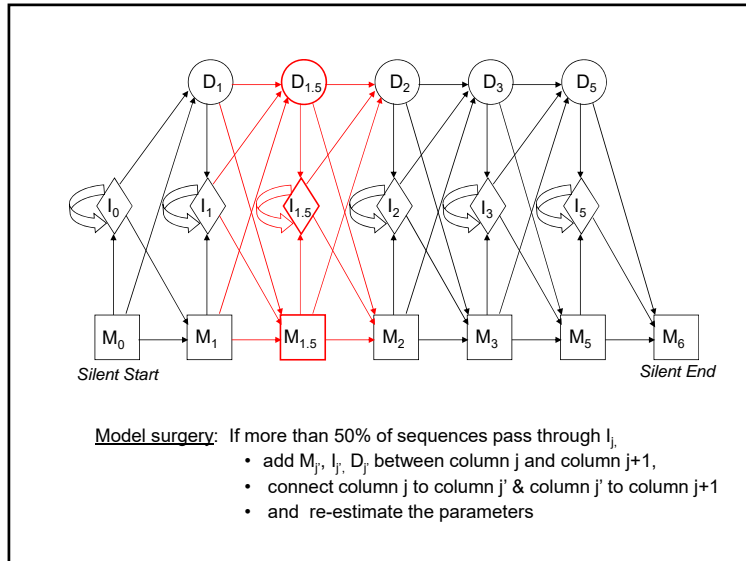 D1 D1.5 D2 D3 D5
I0 I1 I1.5 I2 I3 I5
M0 M1 M1.5 M2 M3 M5 M6
Silent Start Silent End
Model surgery: If more than 50% of sequences pass through Ij,
• add Mj', Ij', Dj' between column j and column j+1,
• connect column j to column j' & column j' to column j+1
• and re-estimate the parameters